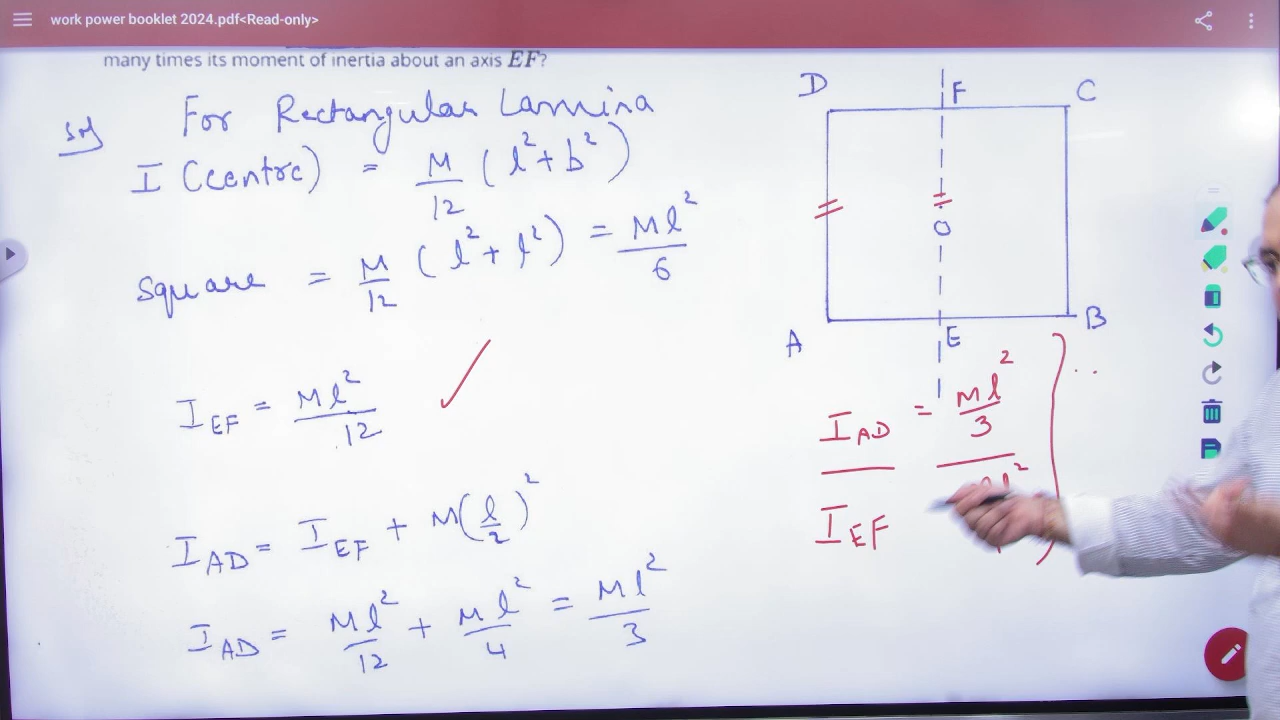 work power booklet 2024.pdf<Read-only>
many times its moment of inertia about an axis EF?
Sol
For Rectangular Lamina
I (centre) = M/12 (l² + b²)
Square = M/12 (l² + l²) = Ml²/6
I_EF = Ml²/12
I_AD = I_EF + M(l/2)²
I_AD = Ml²/12 + Ml²/4 = Ml²/3
D F C
O
A E B
I_AD = Ml²/3
I_EF